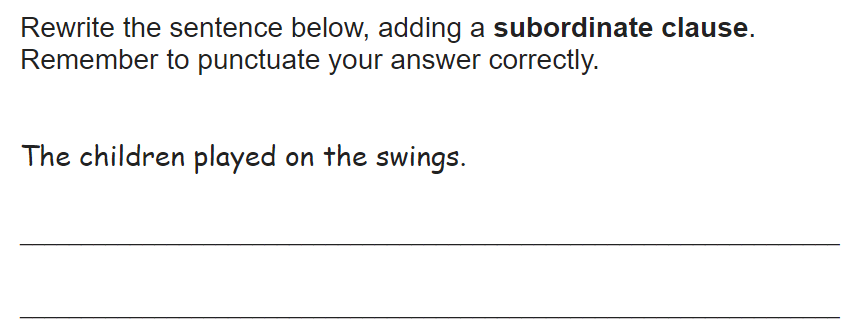 Rewrite the sentence below, adding a subordinate clause.
Remember to punctuate your answer correctly.
The children played on the swings.